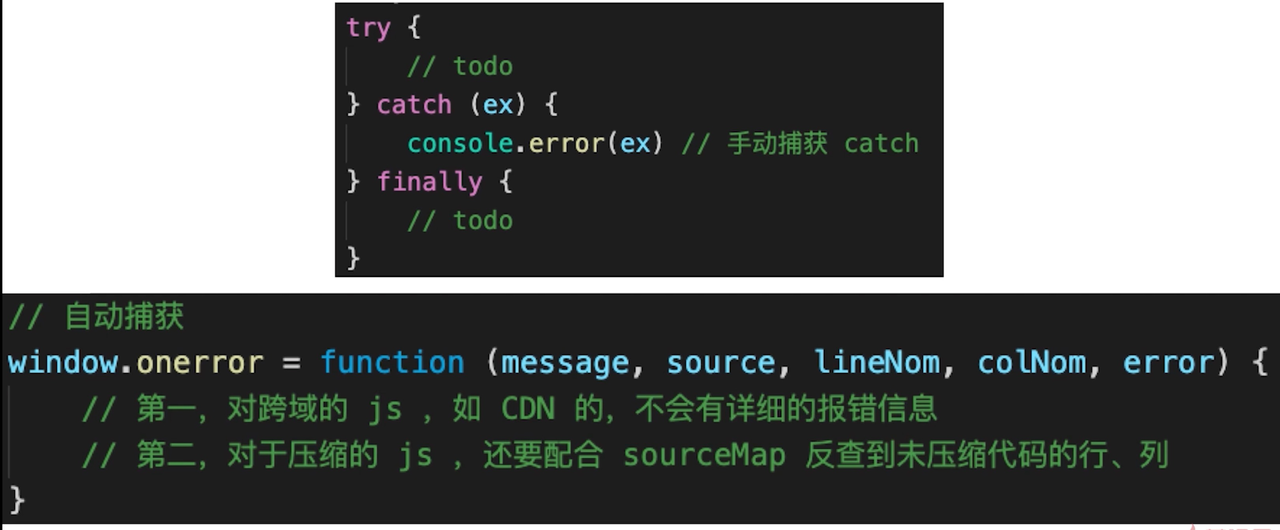 try {
    // todo
} catch (ex) {
    console.error(ex) // 手动捕获 catch
} finally {
    // todo
}
// 自动捕获
window.onerror = function (message, source, lineNom, colNom, error) {
    // 第一，对跨域的 js ，如 CDN 的，不会有详细的报错信息
    // 第二，对于压缩的 js ，还要配合 sourceMap 反查到未压缩代码的行、列
}